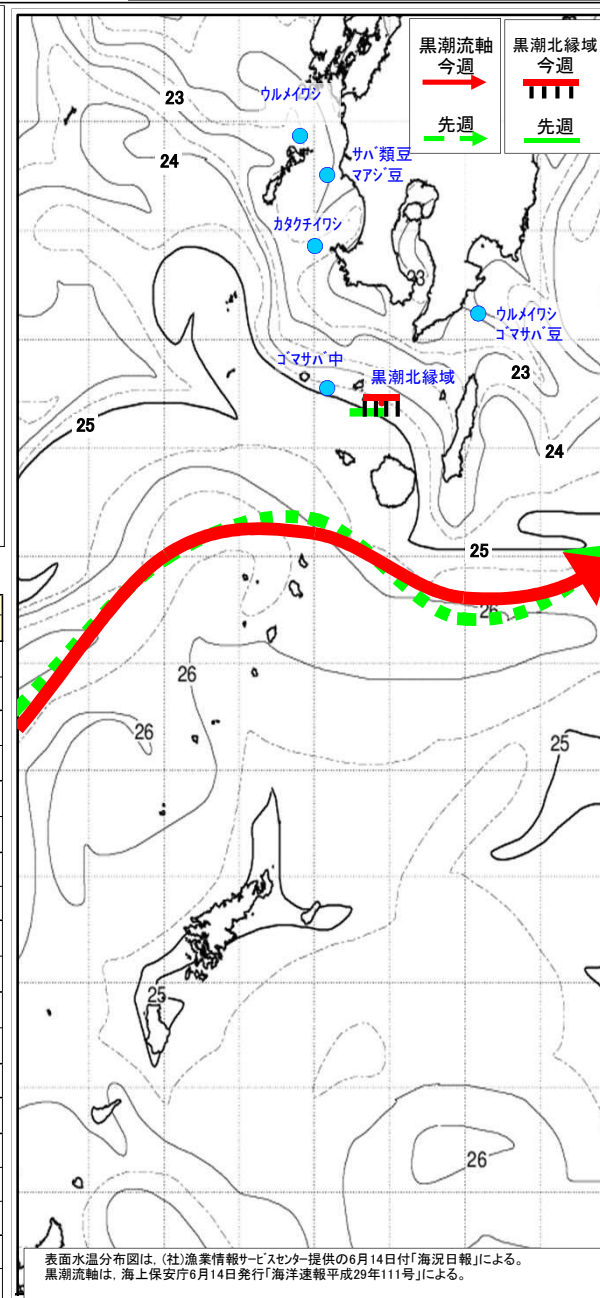 黒潮流軸
今週
先週
黒潮北縁域
今週
先週
23
ウルメイワシ
24
サバ類豆
マアジ豆
カタクチイワシ
23
ウルメイワシ
ゴマサバ豆
ゴマサバ中
黒潮北縁域
23
25
24
25
26
26
26
25
25
26
表面水温分布図は、(社)漁業情報サービスセンター提供の6月14日付「海況日報」による。
黒潮流軸は、海上保安庁6月14日発行「海洋速報平成29年111号」による。